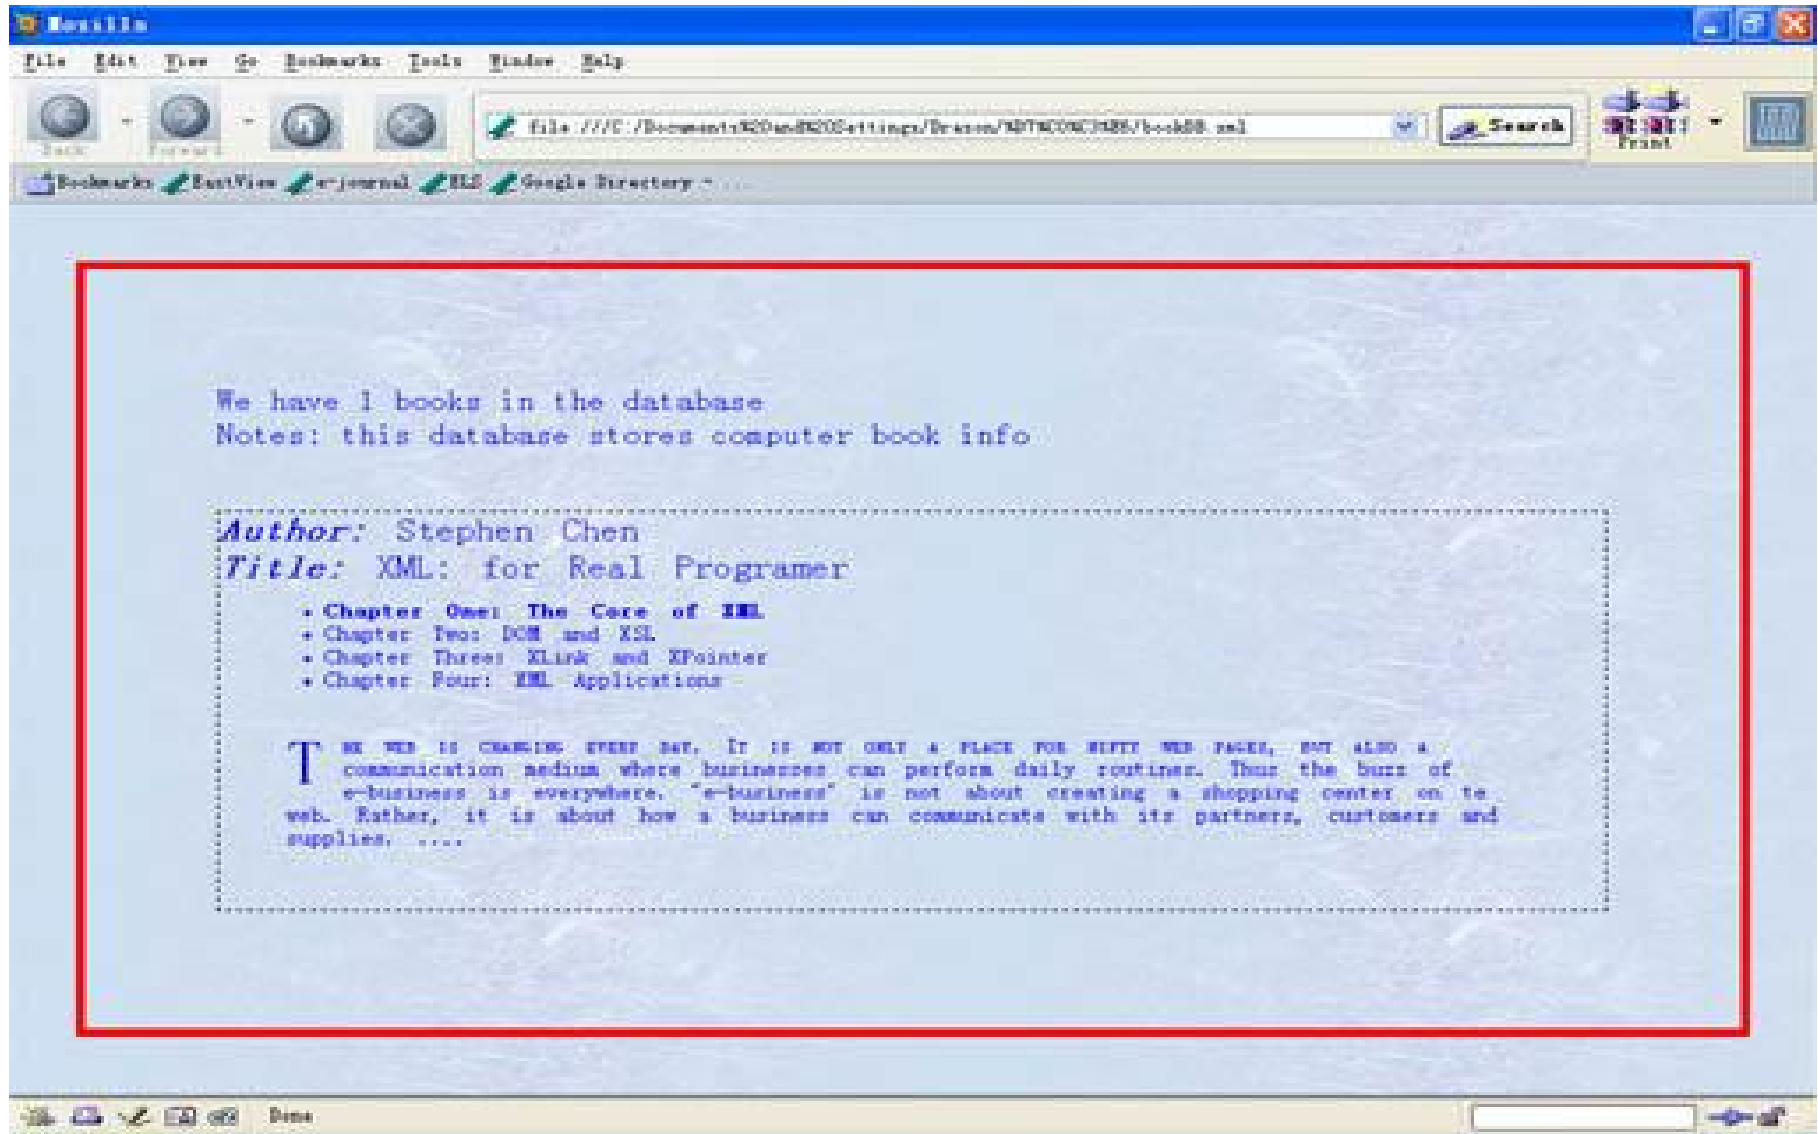 Mozilla
File Edit View Go Bookmarks Tools Window Help
Back Forward
Search
Print
Bookmarks EastView e-journal ELS Google Directory
We have 1 books in the database
Notes: this database stores computer book info
Author: Stephen Chen
Title: XML: for Real Programer
• Chapter One: The Core of XML
• Chapter Two: DOM and XSL
• Chapter Three: XLink and XPointer
• Chapter Four: XML Applications
THE WEB IS CHANGING EVERY DAY. IT IS NOT ONLY A PLACE FOR NIFTY WEB PAGES, BUT ALSO A
communication medium where businesses can perform daily routines. Thus the buzz of
e-business is everywhere. "e-business" is not about creating a shopping center on te
web. Rather, it is about how a business can communicate with its partners, customers and
supplies. ....
Done